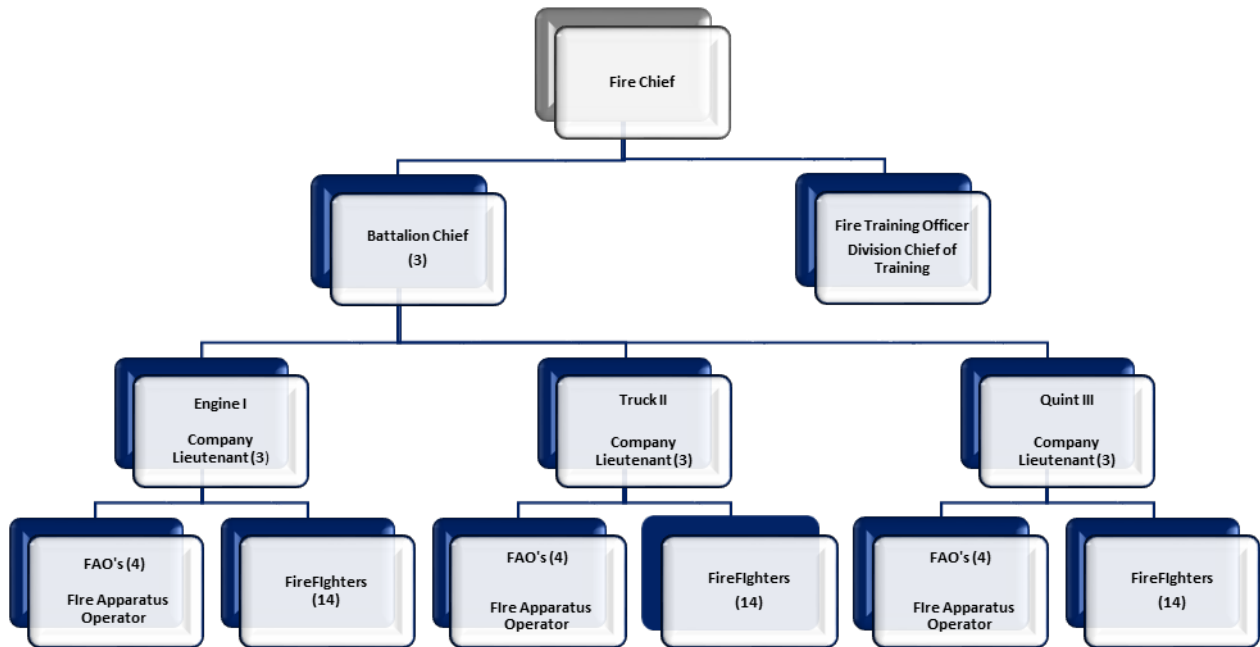 Fire Chief
Battalion Chief
(3)
Fire Training Officer
Division Chief of
Training
Engine I
Company
Lieutenant (3)
Truck II
Company
Lieutenant (3)
Quint III
Company
Lieutenant (3)
FAO's (4)
FIre Apparatus
Operator
FireFIghters
(14)
FAO's (4)
FIre Apparatus
Operator
FireFIghters
(14)
FAO's (4)
FIre Apparatus
Operator
FireFIghters
(14)